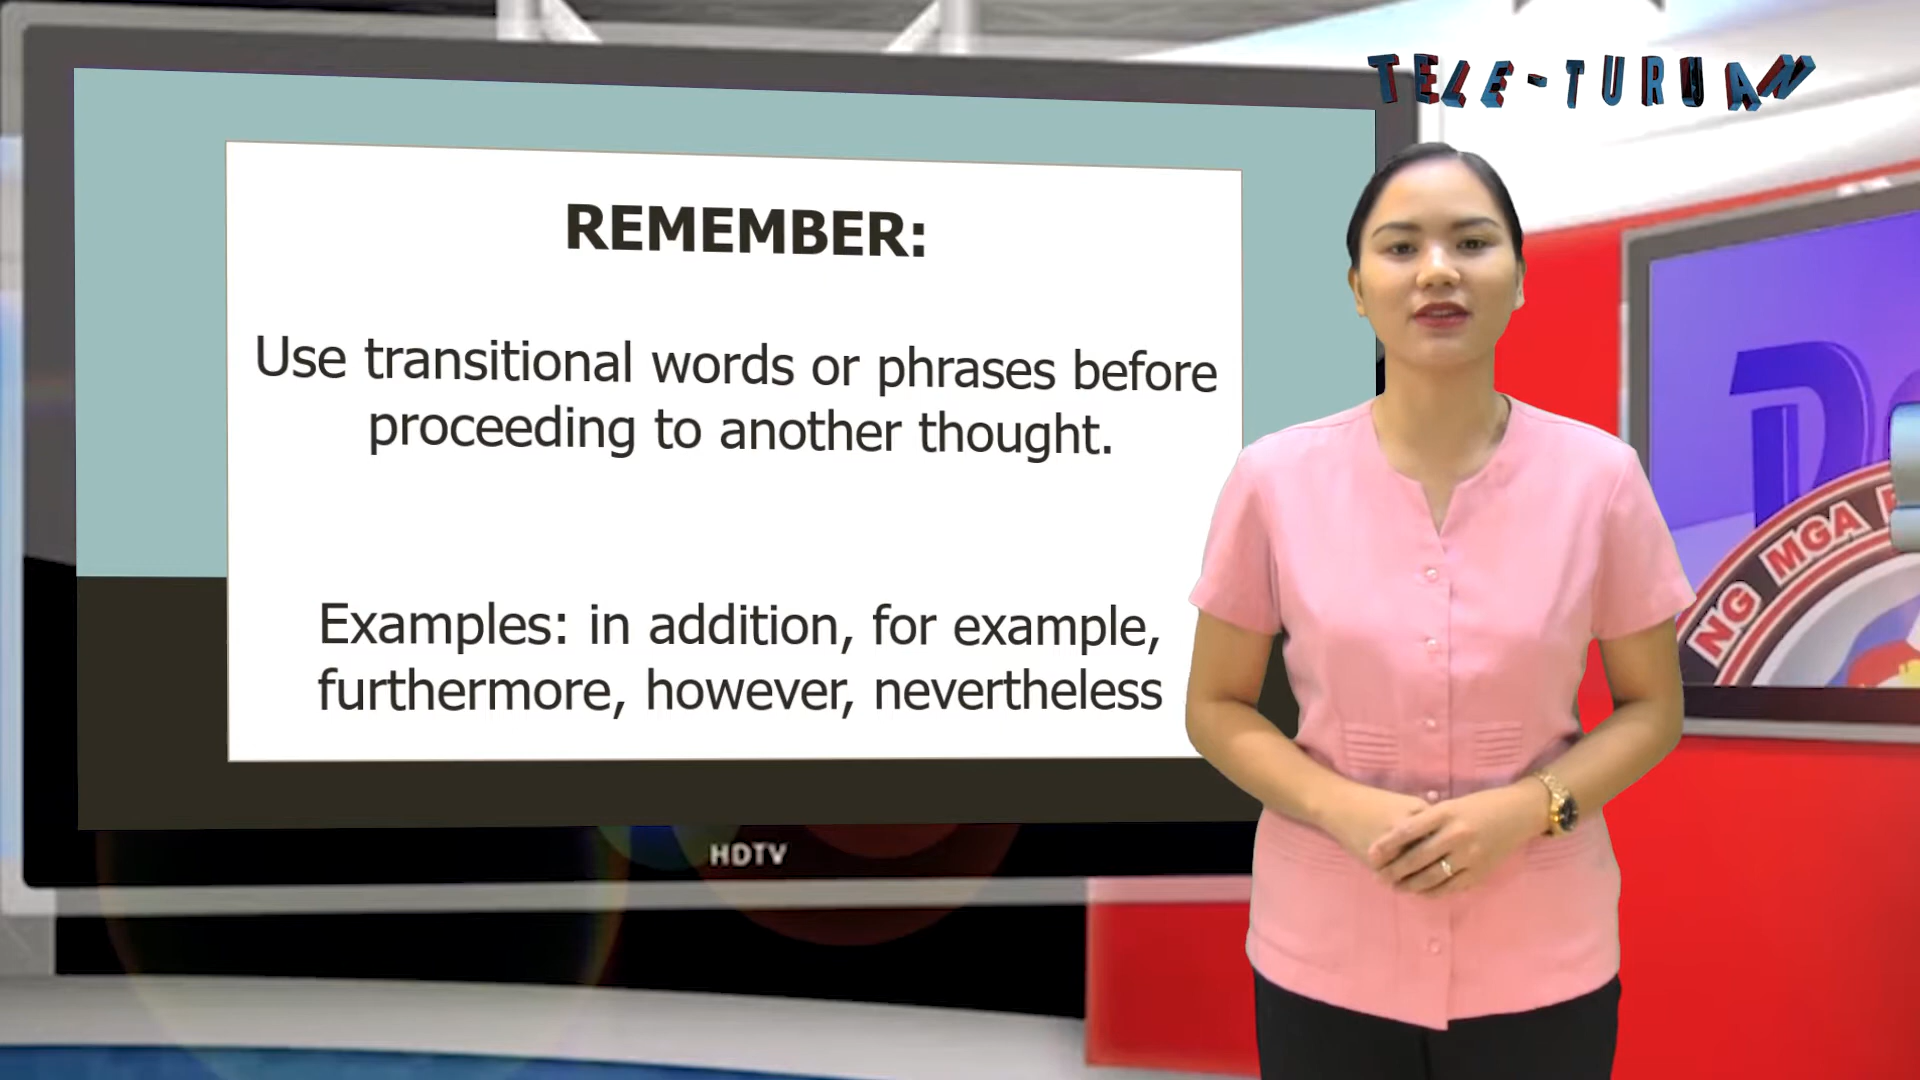 TELE-TURUAN
REMEMBER:
Use transitional words or phrases before
proceeding to another thought.
Examples: in addition, for example,
furthermore, however, nevertheless
HDTV
NG MGA